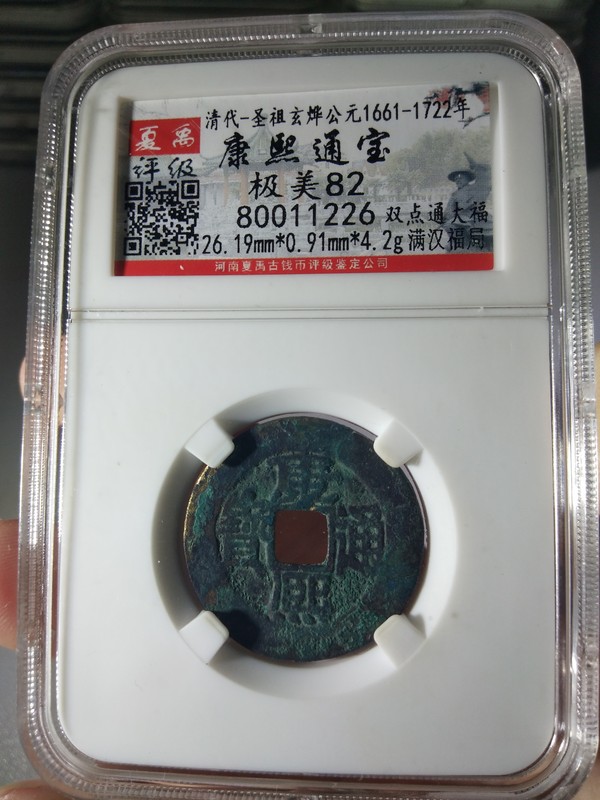 清代-圣祖玄烨公元1661-1722年
夏禹
评级
康熙通宝
极美82
80011226 双点通大福
26.19mm*0.91mm*4.2g 满汉福局
河南夏禹古钱币评级鉴定公司
康熙通寶